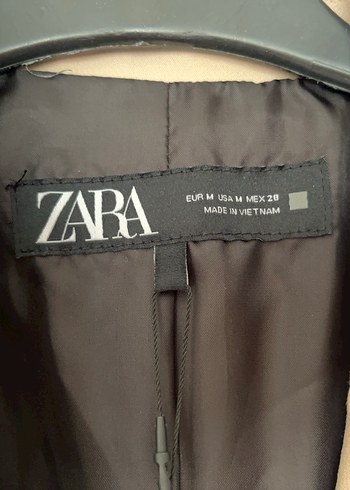 ZARA
EUR M USA M MEX 28
MADE IN VIETNAM